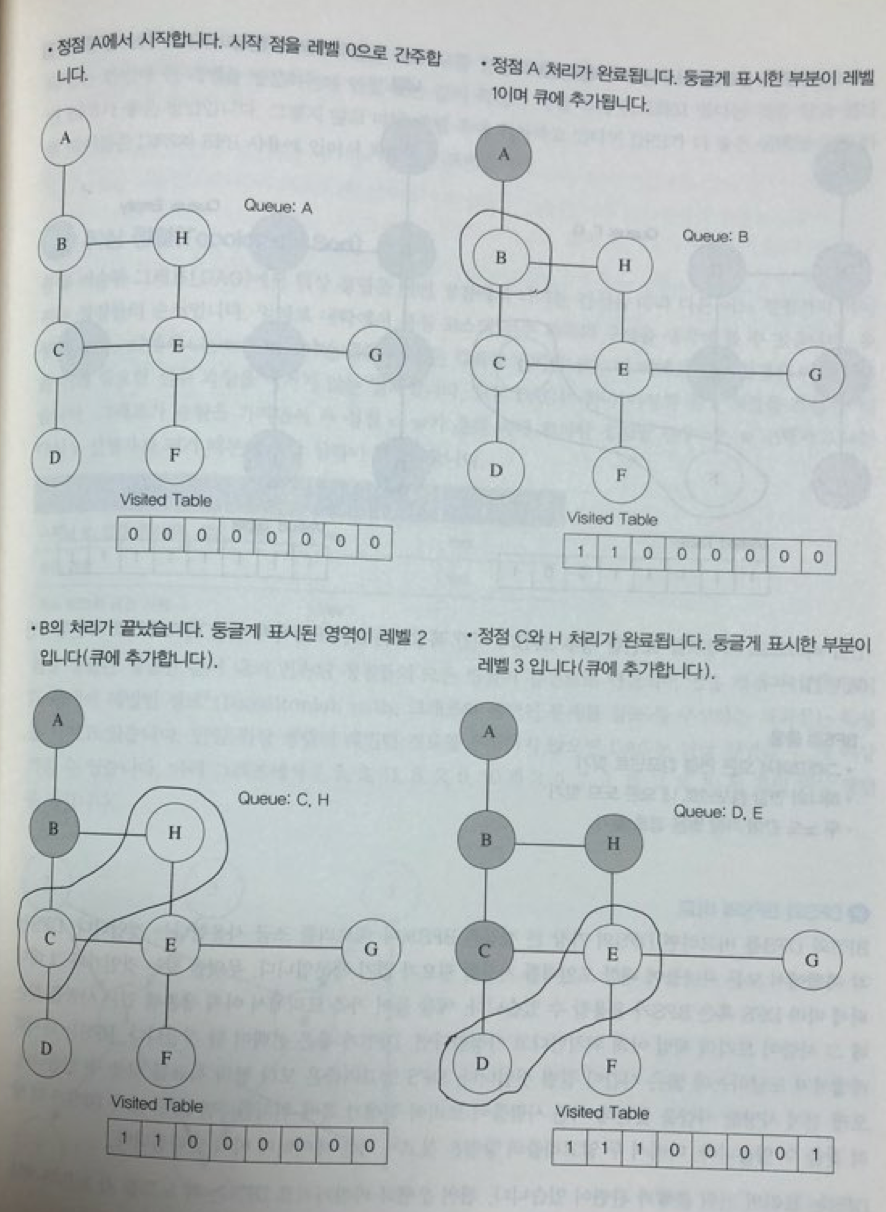 • 정점 A에서 시작합니다. 시작 점을 레벨 0으로 간주합
니다.
A
B
H
Queue: A
C
E
G
D
F
Visited Table
0 0 0 0 0 0 0 0
• 정점 A 처리가 완료됩니다. 둥글게 표시한 부분이 레벨
1이며 큐에 추가됩니다.
A
Queue: B
B
H
C
E
G
D
F
Visited Table
1 1 0 0 0 0 0 0
• B의 처리가 끝났습니다. 둥글게 표시된 영역이 레벨 2
입니다(큐에 추가합니다).
A
Queue: C, H
B
H
C
E
G
D
F
Visited Table
1 1 0 0 0 0 0 0
• 정점 C와 H 처리가 완료됩니다. 둥글게 표시한 부분이
레벨 3 입니다(큐에 추가합니다).
A
Queue: D, E
B
H
C
E
G
D
F
Visited Table
1 1 1 0 0 0 0 1